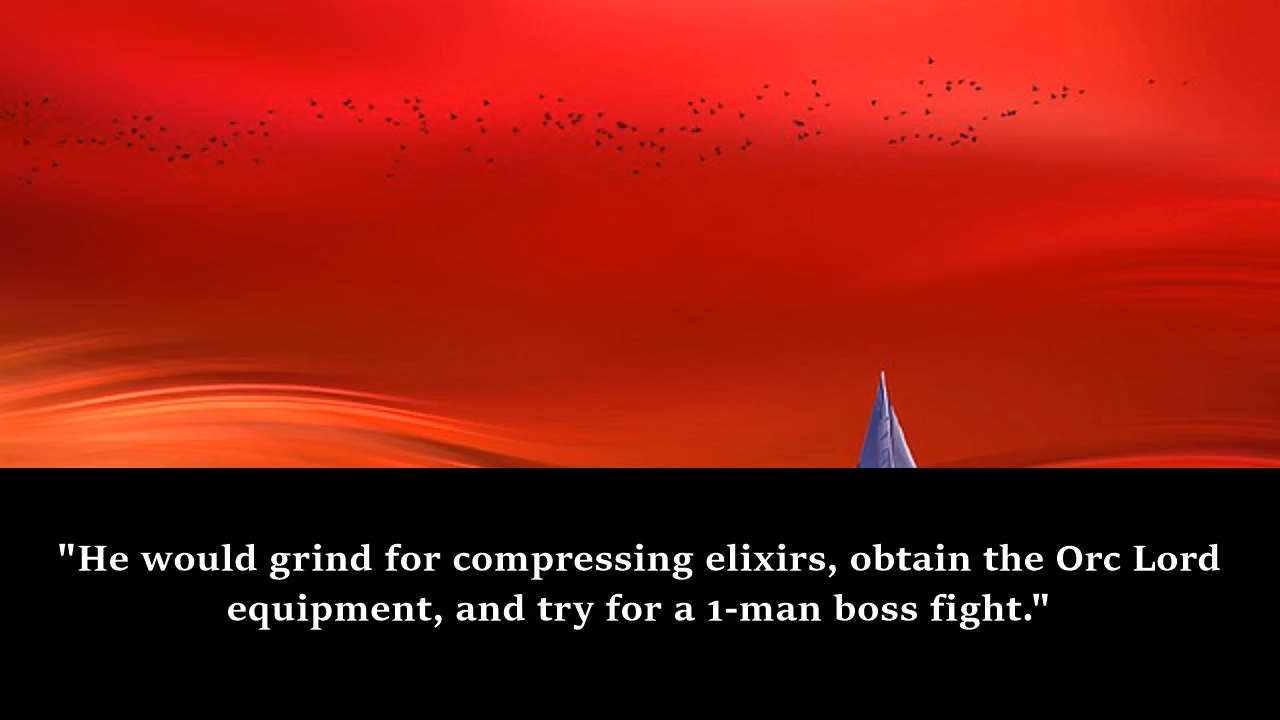 "He would grind for compressing elixirs, obtain the Orc Lord
equipment, and try for a 1-man boss fight."